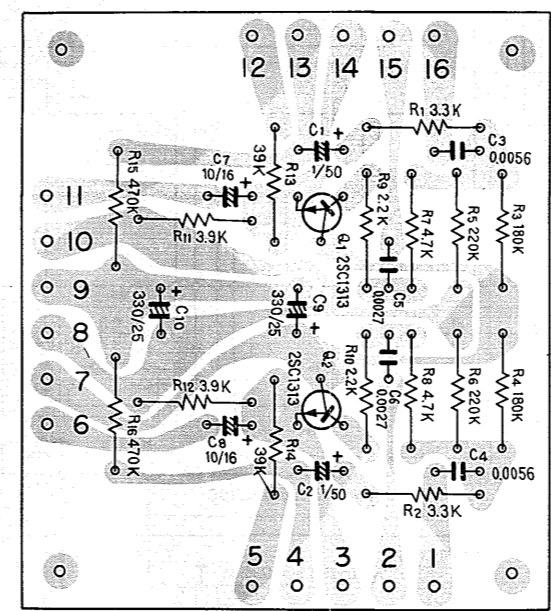 12 13 14 15 16
R1 3.3K
C3
0.0056
C1
1/50
+
C7
10/16
+
39K
R13
R15 470K
R11 3.9K
Q1 2SC1313
R9 2.2K
R7 4.7K
R5 220K
R3 180K
C5
0.0027
11
10
9
8
7
6
C10
330/25
+
C9
330/25
+
2SC1313
Q2
R10 2.2K
C6
0.0027
R8 4.7K
R6 220K
R4 180K
R12 3.9K
R16 470K
C8
10/16
+
R14
39K
C2 1/50
+
C4
0.0056
R2 3.3K
5 4 3 2 1